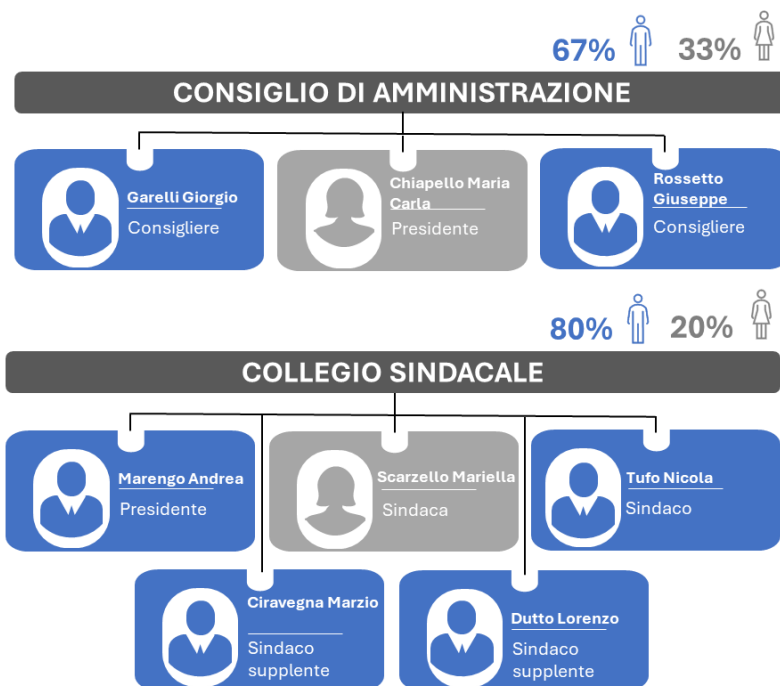 67% 33%
CONSIGLIO DI AMMINISTRAZIONE
Garelli Giorgio
Consigliere
Chiapello Maria
Carla
Presidente
Rossetto
Giuseppe
Consigliere
80% 20%
COLLEGIO SINDACALE
Marengo Andrea
Presidente
Scarzello Mariella
Sindaca
Tufo Nicola
Sindaco
Ciravegna Marzio
Sindaco
supplente
Dutto Lorenzo
Sindaco
supplente